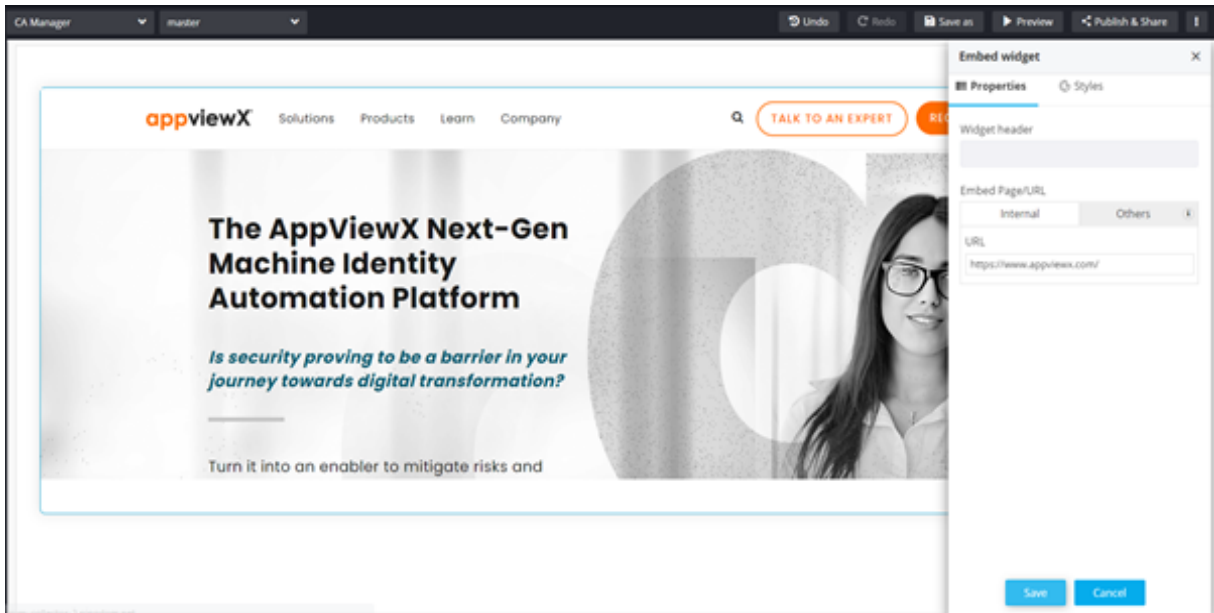 CA Manager
master
Undo
Redo
Save as
Preview
Publish & Share
Embed widget
Properties
Styles
Widget header
Embed Page/URL
Internal
Others
URL
https://www.appviewx.com/
Save
Cancel
appviewX
Solutions
Products
Learn
Company
TALK TO AN EXPERT
The AppViewX Next-Gen
Machine Identity
Automation Platform
Is security proving to be a barrier in your
journey towards digital transformation?
Turn it into an enabler to mitigate risks and